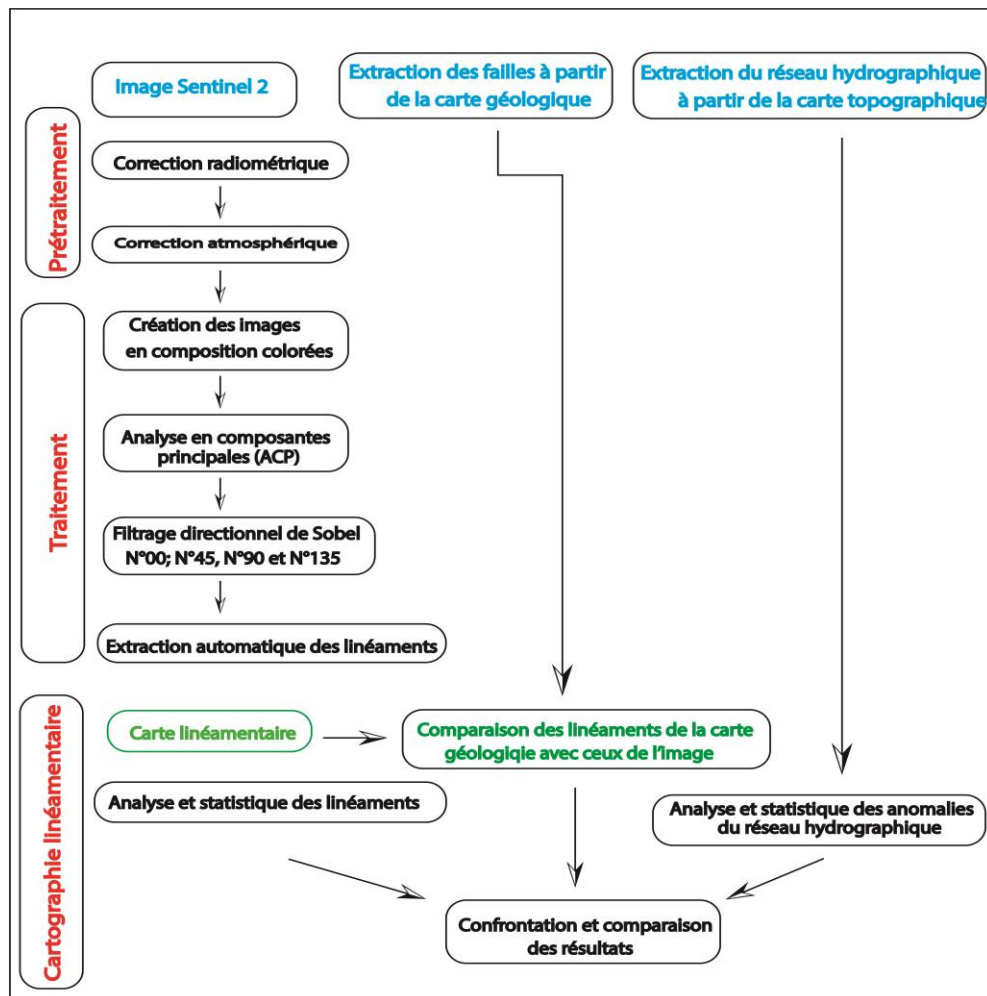 Image Sentinel 2
Extraction des failles à partir
de la carte géologique
Extraction du réseau hydrographique
à partir de la carte topographique
Prétraitement
Correction radiométrique
Correction atmosphérique
Traitement
Création des images
en composition colorées
Analyse en composantes
principales (ACP)
Filtrage directionnel de Sobel
N°00; N°45, N°90 et N°135
Extraction automatique des linéaments
Cartographie linéamentaire
Carte linéamentaire
Comparaison des linéaments de la carte
géologiqie avec ceux de l'image
Analyse et statistique des linéaments
Analyse et statistique des anomalies
du réseau hydrographique
Confrontation et comparaison
des résultats